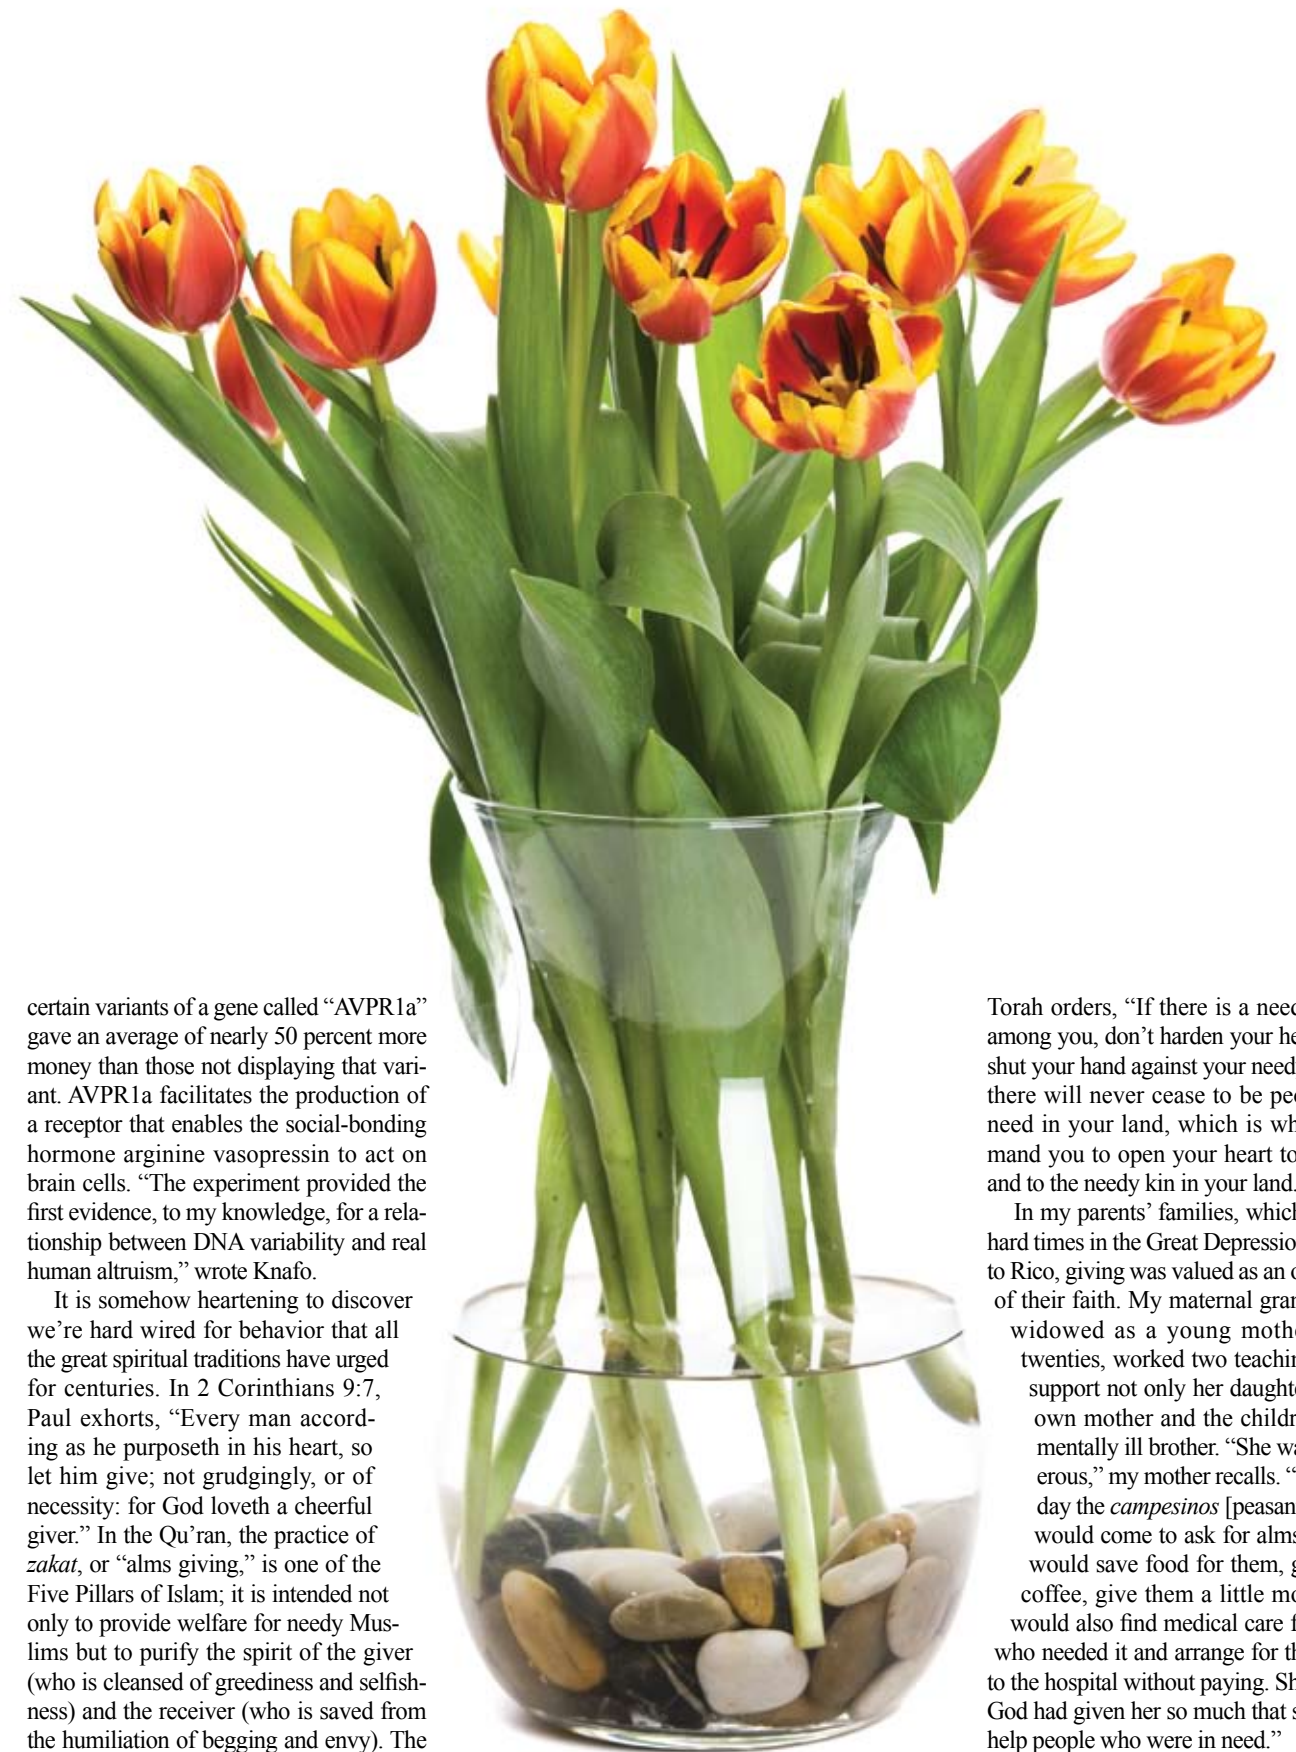 certain variants of a gene called “AVPR1a”
gave an average of nearly 50 percent more
money than those not displaying that vari-
ant. AVPR1a facilitates the production of
a receptor that enables the social-bonding
hormone arginine vasopressin to act on
brain cells. “The experiment provided the
first evidence, to my knowledge, for a rela-
tionship between DNA variability and real
human altruism,” wrote Knafo.
It is somehow heartening to discover
we’re hard wired for behavior that all
the great spiritual traditions have urged
for centuries. In 2 Corinthians 9:7,
Paul exhorts, “Every man accord-
ing as he purposeth in his heart, so
let him give; not grudgingly, or of
necessity: for God loveth a cheerful
giver.” In the Qu’ran, the practice of
zakat, or “alms giving,” is one of the
Five Pillars of Islam; it is intended not
only to provide welfare for needy Mus-
lims but to purify the spirit of the giver
(who is cleansed of greediness and selfish-
ness) and the receiver (who is saved from
the humiliation of begging and envy). The
Torah orders, “If there is a need
among you, don’t harden your he
shut your hand against your need
there will never cease to be peo
need in your land, which is wh
mand you to open your heart to
and to the needy kin in your land.
In my parents’ families, which
hard times in the Great Depressio
to Rico, giving was valued as an o
of their faith. My maternal gran
widowed as a young mothe
twenties, worked two teachin
support not only her daughte
own mother and the childr
mentally ill brother. “She wa
erous,” my mother recalls. “
day the campesinos [peasan
would come to ask for alms
would save food for them, g
coffee, give them a little mo
would also find medical care f
who needed it and arrange for th
to the hospital without paying. Sh
God had given her so much that s
help people who were in need.”